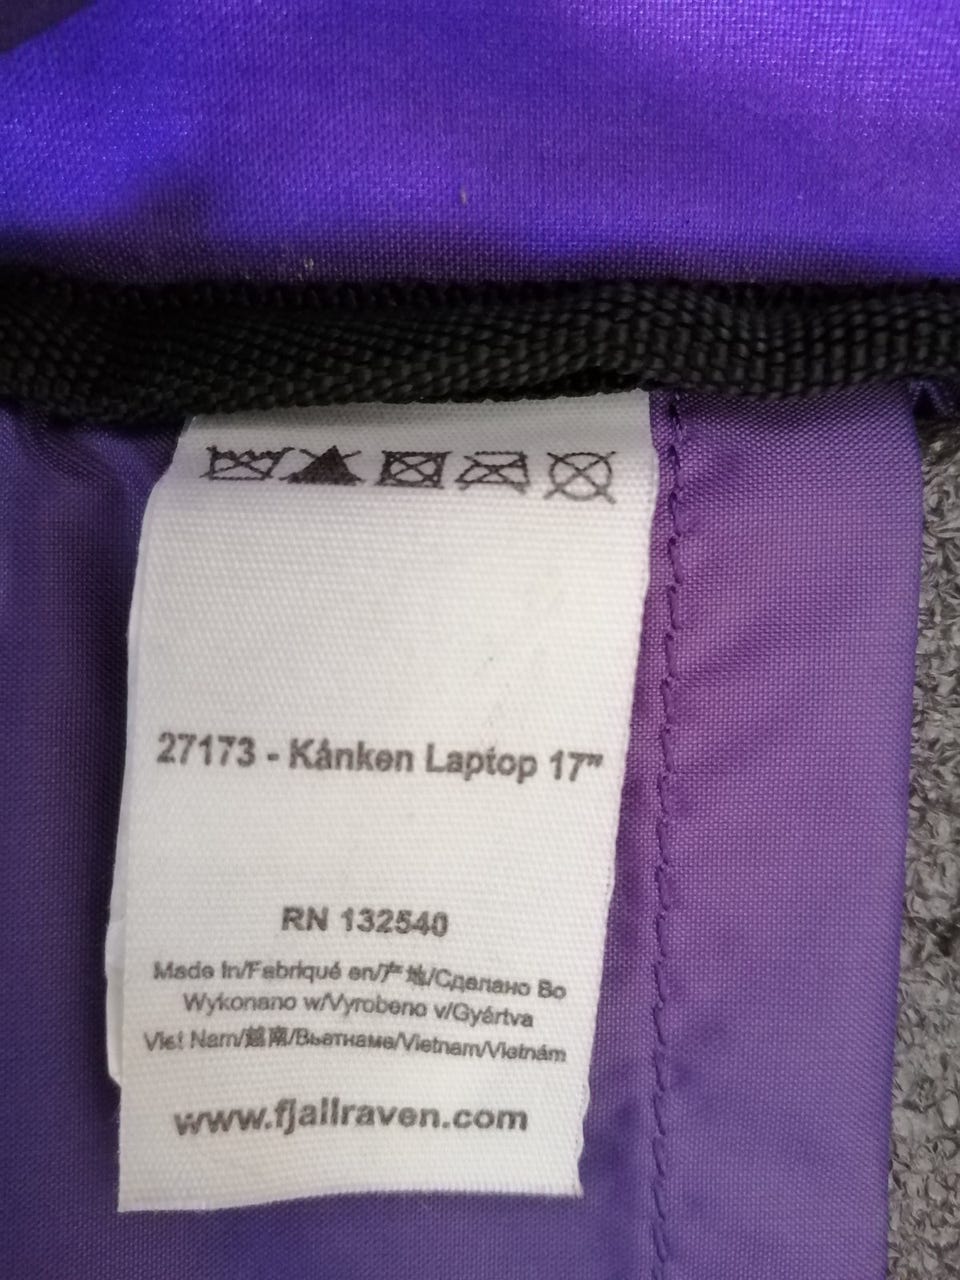 27173 - Kånken Laptop 17"
RN 132540
Made In/Fabriqué en/产地/Сделано Во
Wykonano w/Vyrobeno v/Gyártva
Viet Nam/越南/Вьетнаме/Vietnam/Vietnám
www.fjallraven.com